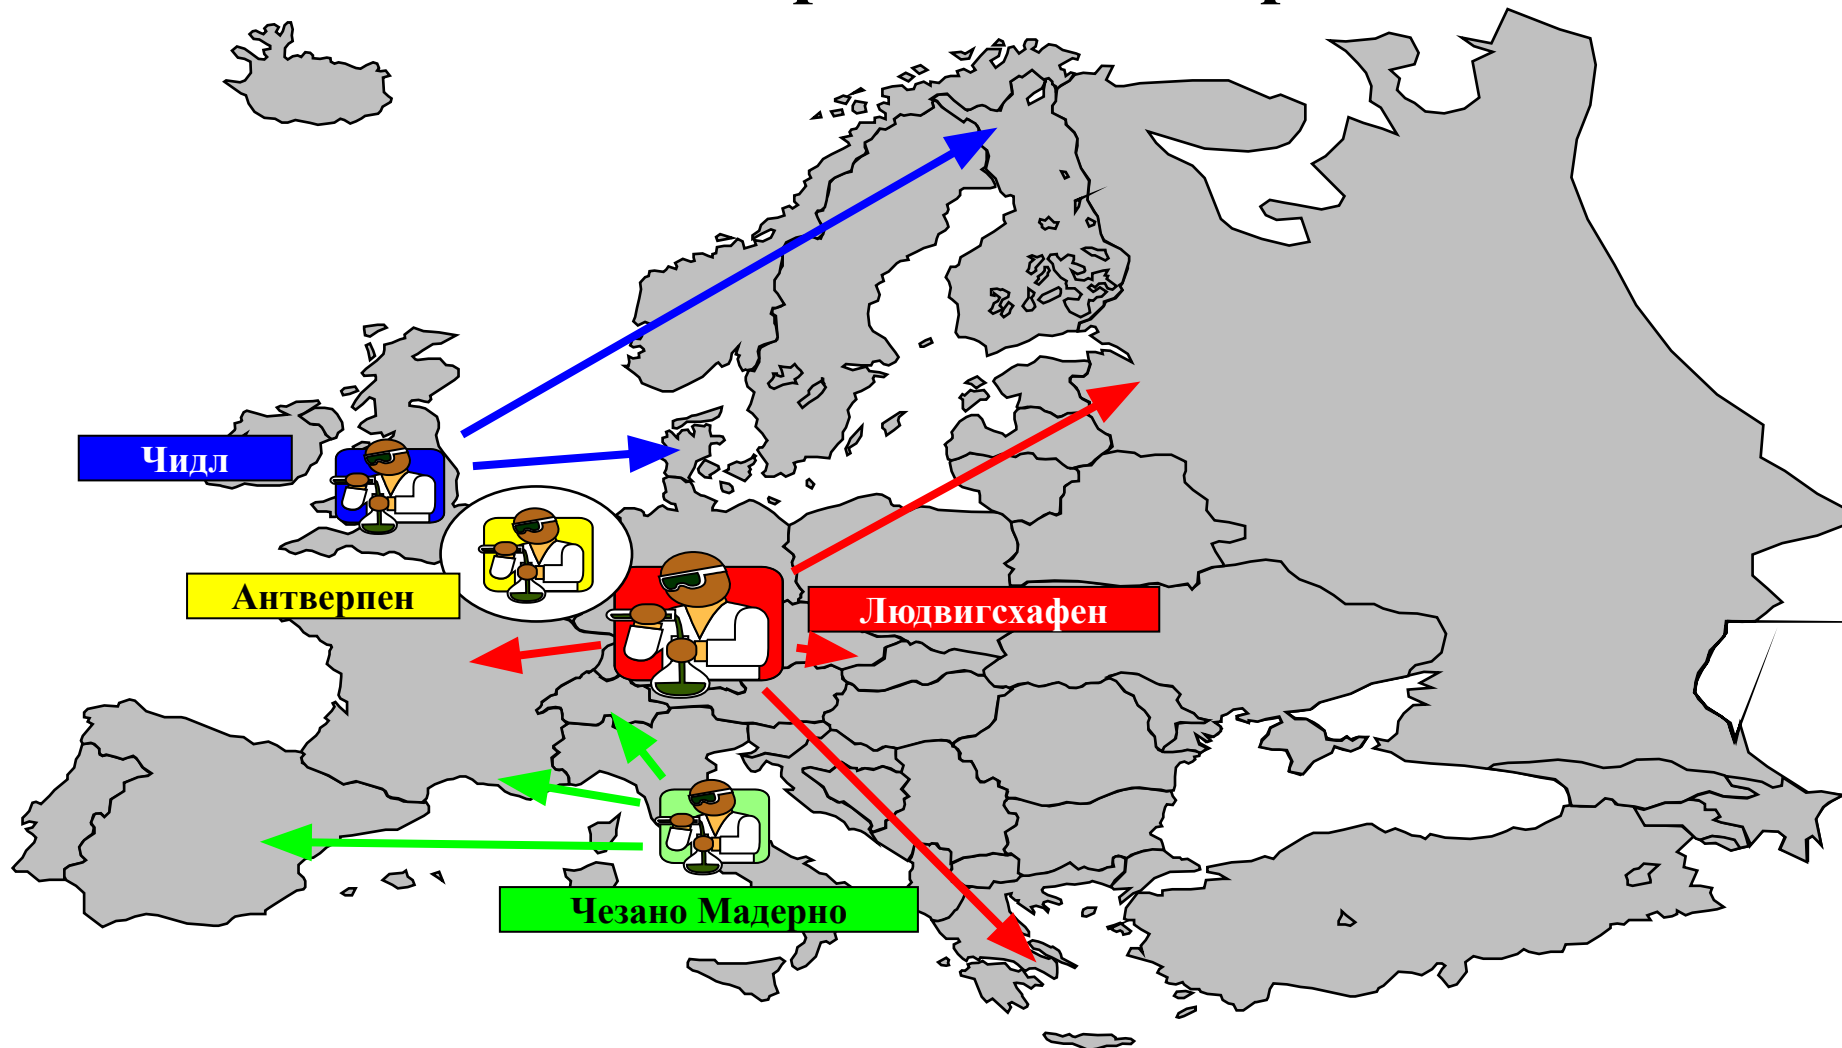 Чидл
Антверпен
Людвигсхафен
Чезано Мадерно